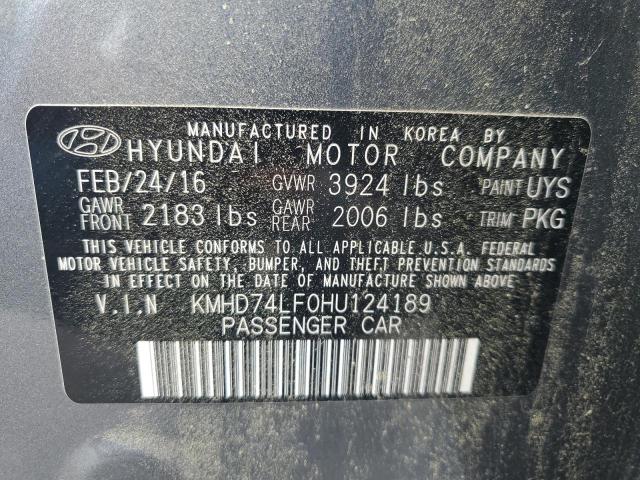 MANUFACTURED IN KOREA BY
HYUNDAI MOTOR COMPANY
FEB/24/16 GVWR 3924 lbs PAINT UYS
GAWR FRONT 2183 lbs GAWR REAR 2006 lbs TRIM PKG
THIS VEHICLE CONFORMS TO ALL APPLICABLE U.S.A. FEDERAL
MOTOR VEHICLE SAFETY, BUMPER, AND THEFT PREVENTION STANDARDS
IN EFFECT ON THE DATE OF MANUFACTURE SHOWN ABOVE
V.I.N KMHD74LF0HU124189
PASSENGER CAR